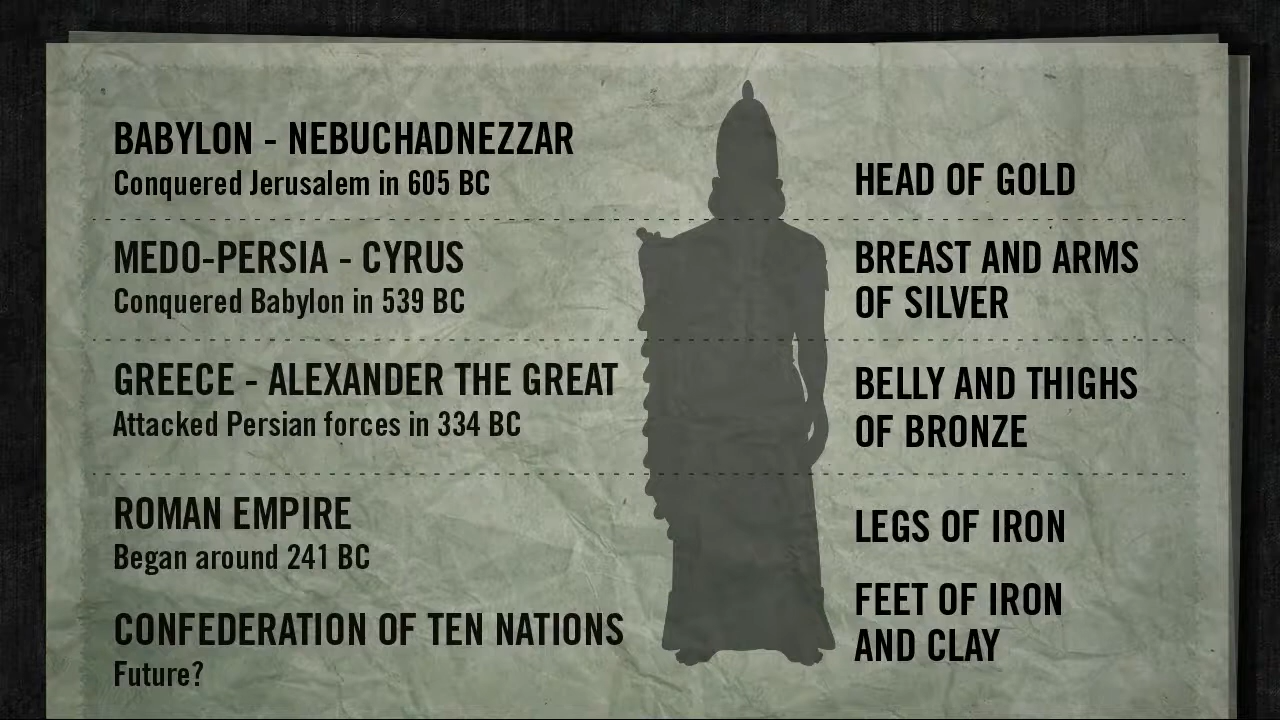 BABYLON - NEBUCHADNEZZAR
Conquered Jerusalem in 605 BC
HEAD OF GOLD
MEDO-PERSIA - CYRUS
Conquered Babylon in 539 BC
BREAST AND ARMS
OF SILVER
GREECE - ALEXANDER THE GREAT
Attacked Persian forces in 334 BC
BELLY AND THIGHS
OF BRONZE
ROMAN EMPIRE
Began around 241 BC
LEGS OF IRON
CONFEDERATION OF TEN NATIONS
Future?
FEET OF IRON
AND CLAY